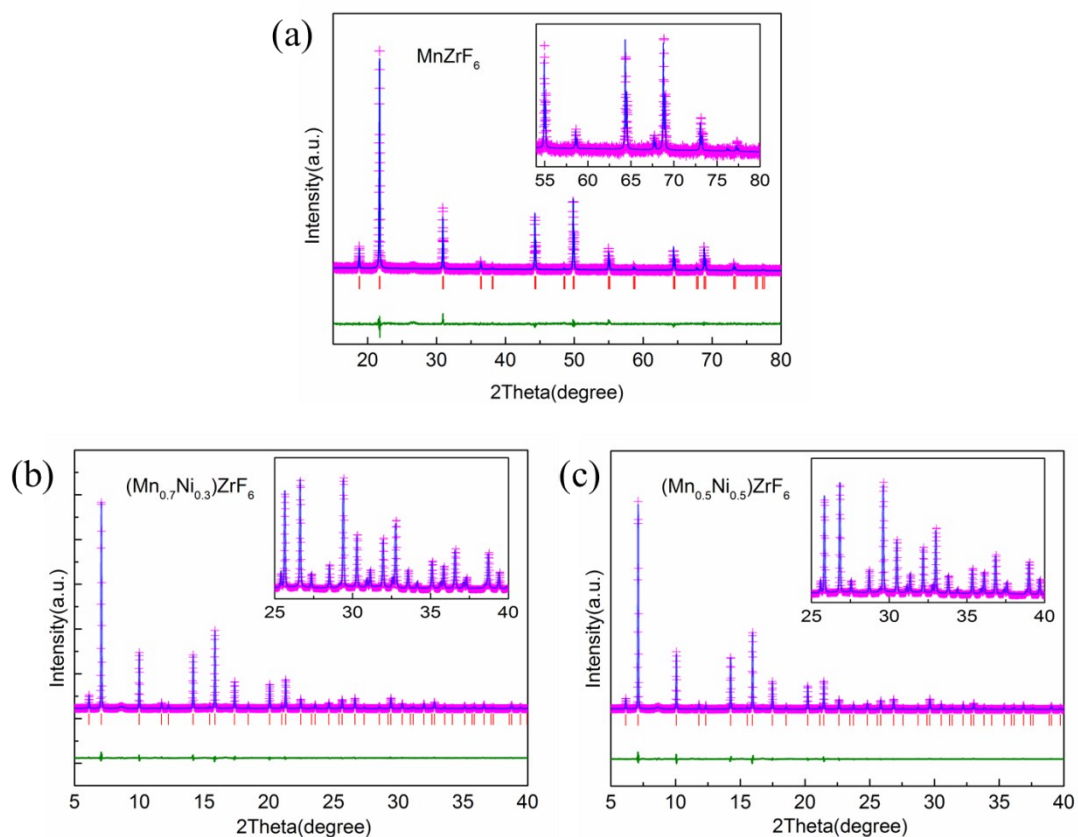 (a)
MnZrF₆
55 60 65 70 75 80
Intensity(a.u.)
20 30 40 50 60 70 80
2Theta(degree)
(b)
(Mn₀.₇Ni₀.₃)ZrF₆
25 30 35 40
Intensity(a.u.)
5 10 15 20 25 30 35 40
2Theta(degree)
(c)
(Mn₀.₅Ni₀.₅)ZrF₆
25 30 35 40
Intensity(a.u.)
5 10 15 20 25 30 35 40
2Theta(degree)